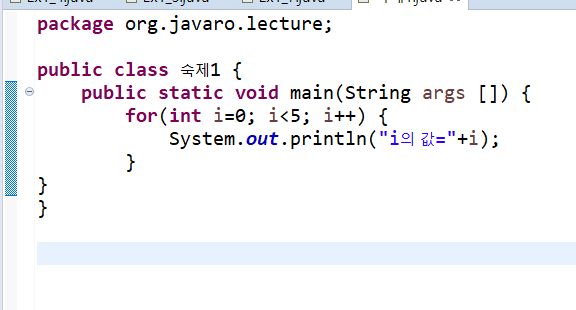 package org.javaro.lecture;
public class 숙제1 {
    public static void main(String args []) {
        for(int i=0; i<5; i++) {
            System.out.println("i의 값="+i);
        }
}
}